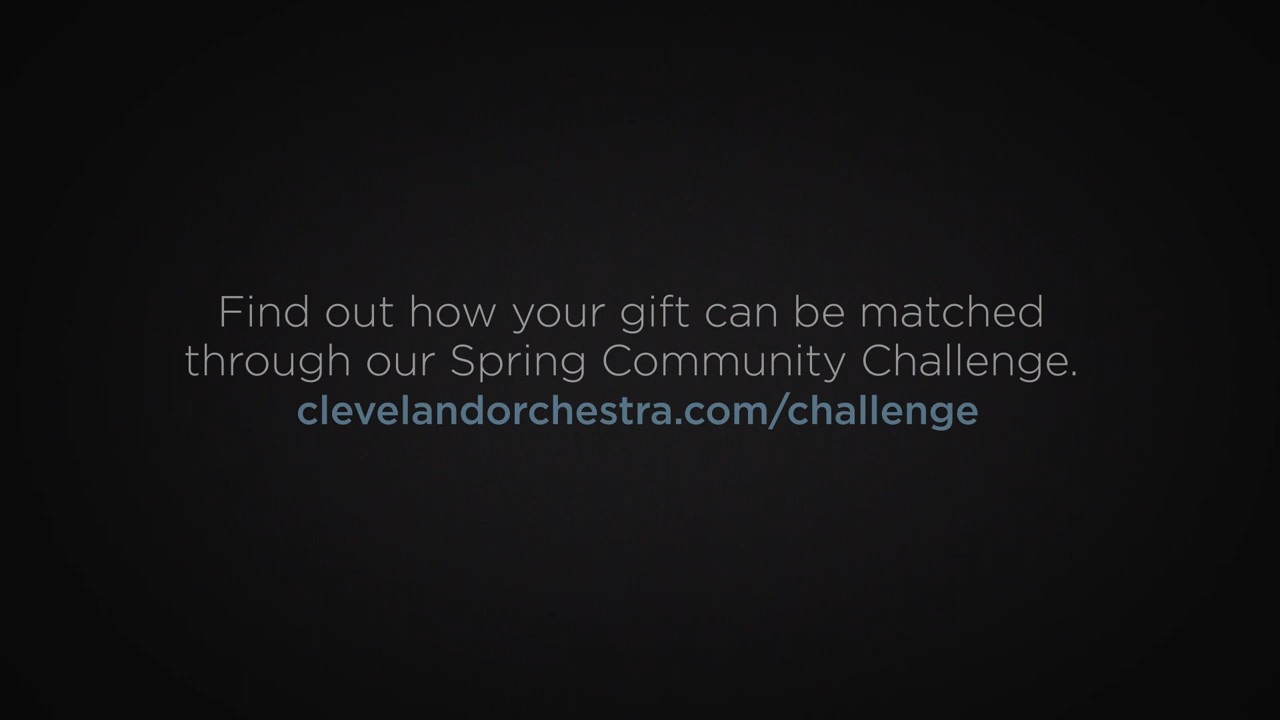 Find out how your gift can be matched
through our Spring Community Challenge.
clevelandorchestra.com/challenge